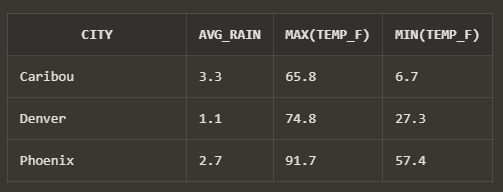 CITY AVG_RAIN MAX(TEMP_F) MIN(TEMP_F)
Caribou 3.3 65.8 6.7
Denver 1.1 74.8 27.3
Phoenix 2.7 91.7 57.4